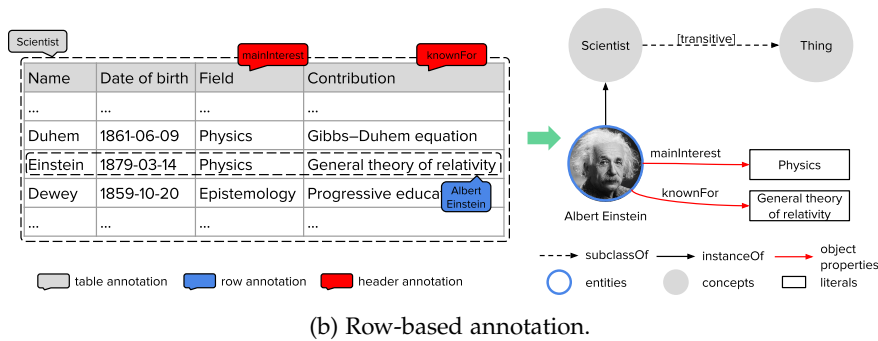 Scientist
mainInterest
knownFor
Name Date of birth Field Contribution
... ... ... ...
Duhem 1861-06-09 Physics Gibbs–Duhem equation
Einstein 1879-03-14 Physics General theory of relativity
Dewey 1859-10-20 Epistemology Progressive educat
Albert
Einstein
... ... ... ...
table annotation
row annotation
header annotation
Scientist
[transitive]
Thing
mainInterest
Physics
knownFor
General theory
of relativity
Albert Einstein
subclassOf
instanceOf
object
properties
entities
concepts
literals
(b) Row-based annotation.